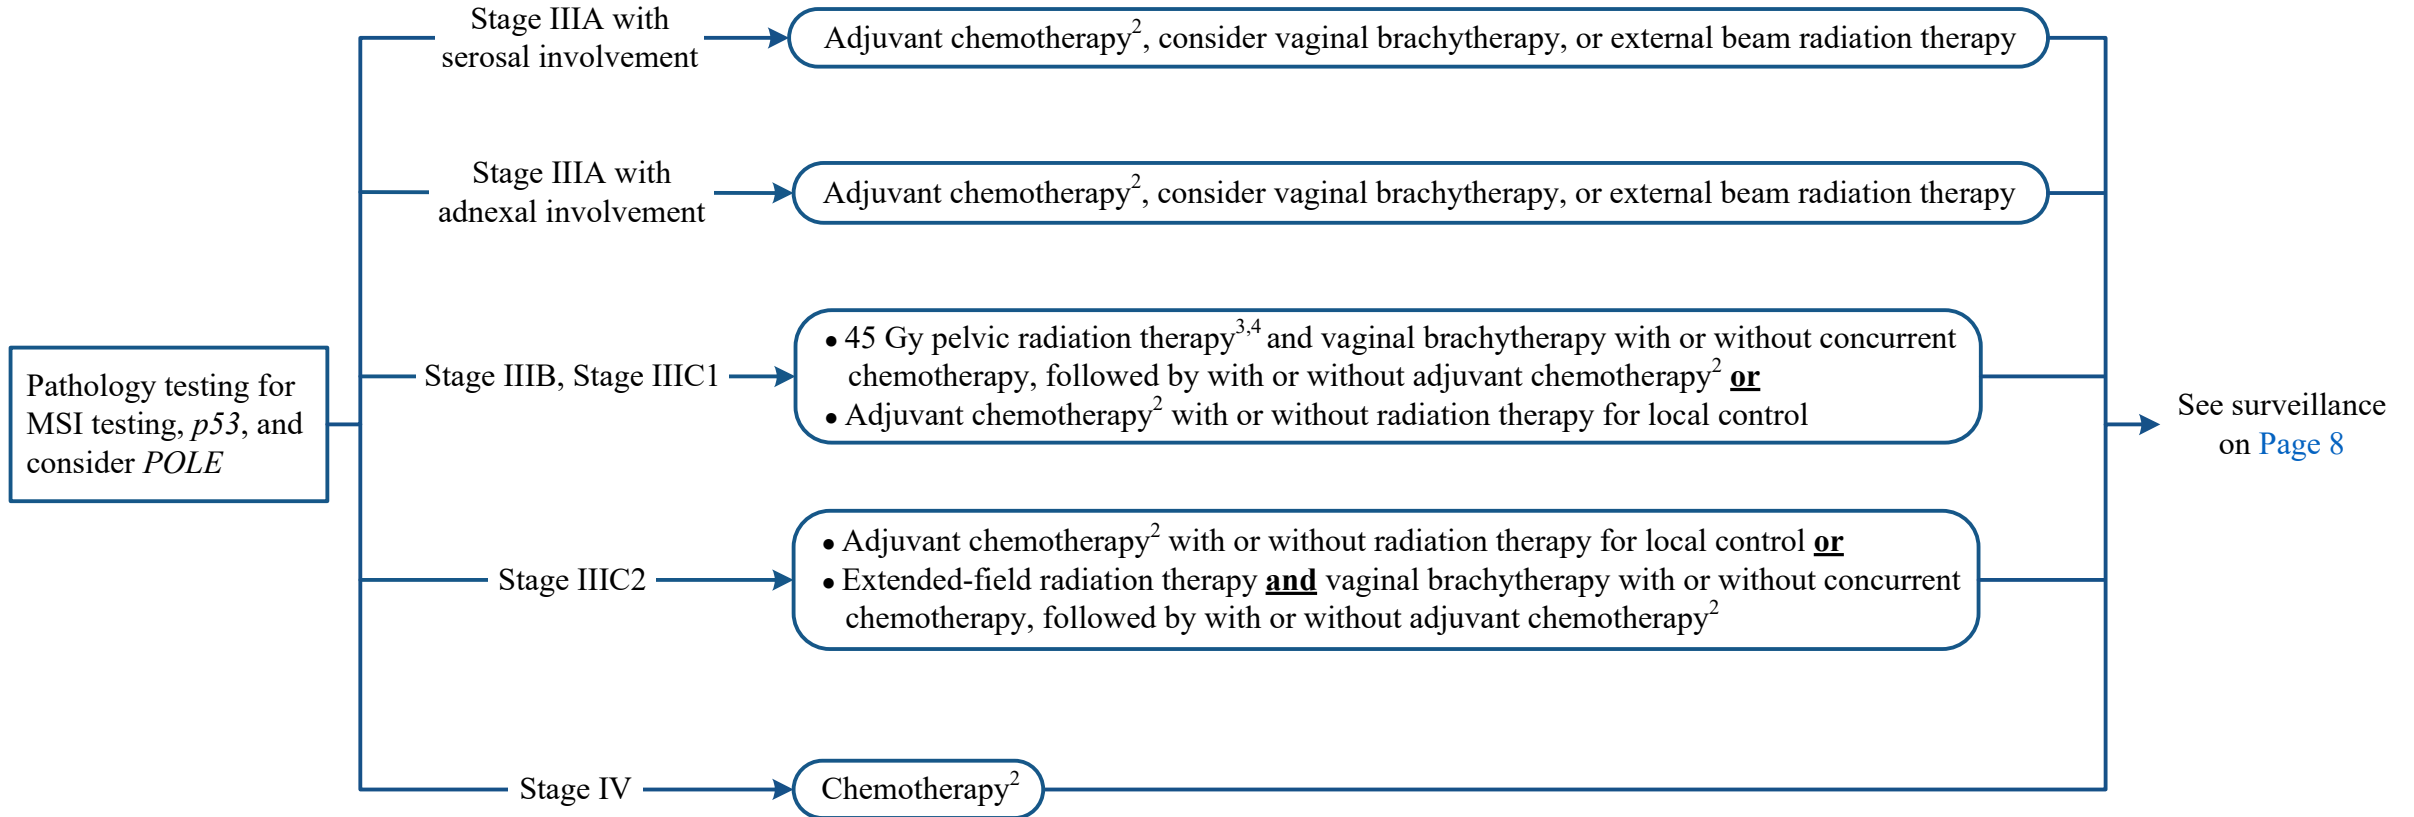 Stage IIIA with
serosal involvement
Adjuvant chemotherapy², consider vaginal brachytherapy, or external beam radiation therapy
Stage IIIA with
adnexal involvement
Adjuvant chemotherapy², consider vaginal brachytherapy, or external beam radiation therapy
Pathology testing for
MSI testing, p53, and
consider POLE
Stage IIIB, Stage IIIC1
• 45 Gy pelvic radiation therapy³,⁴ and vaginal brachytherapy with or without concurrent
chemotherapy, followed by with or without adjuvant chemotherapy² or
• Adjuvant chemotherapy² with or without radiation therapy for local control
See surveillance
on Page 8
Stage IIIC2
• Adjuvant chemotherapy² with or without radiation therapy for local control or
• Extended-field radiation therapy and vaginal brachytherapy with or without concurrent
chemotherapy, followed by with or without adjuvant chemotherapy²
Stage IV
Chemotherapy²